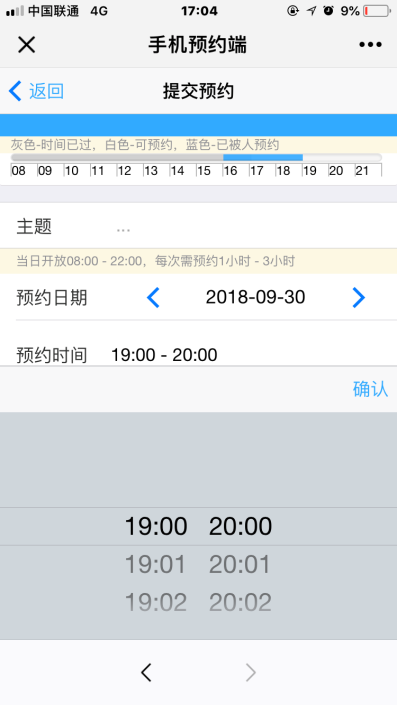 中国联通 4G 17:04 9%
手机预约端
返回 提交预约
灰色-时间已过，白色-可预约，蓝色-已被人预约
08 09 10 11 12 13 14 15 16 17 18 19 20 21
主题 ...
当日开放08:00 - 22:00，每次需预约1小时 - 3小时
预约日期 2018-09-30
预约时间 19:00 - 20:00
确认
19:00 20:00
19:01 20:01
19:02 20:02